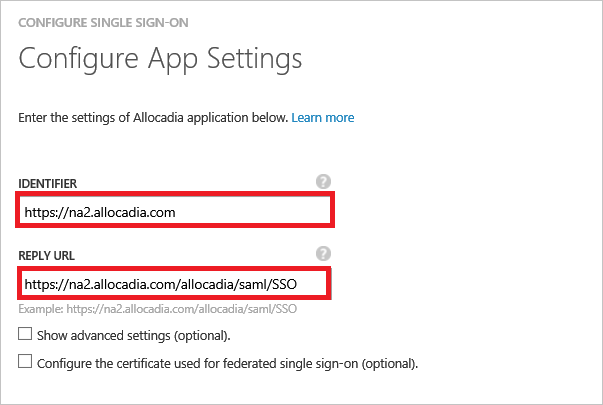 CONFIGURE SINGLE SIGN-ON
Configure App Settings
Enter the settings of Allocadia application below. Learn more
IDENTIFIER ?
https://na2.allocadia.com
REPLY URL ?
https://na2.allocadia.com/allocadia/saml/SSO
Example: https://na2.allocadia.com/allocadia/saml/SSO
Show advanced settings (optional).
Configure the certificate used for federated single sign-on (optional).